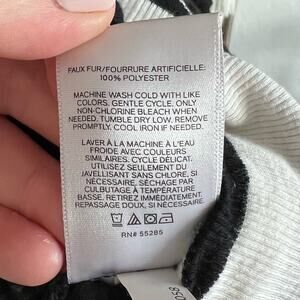 FAUX FUR/FOURRURE ARTIFICIELLE:
100% POLYESTER
MACHINE WASH COLD WITH LIKE
COLORS. GENTLE CYCLE. ONLY
NON-CHLORINE BLEACH WHEN
NEEDED. TUMBLE DRY LOW. REMOVE
PROMPTLY. COOL IRON IF NEEDED.
LAVER À LA MACHINE À L'EAU
FROIDE AVEC COULEURS
SIMILAIRES. CYCLE DÉLICAT.
UTILISEZ SEULEMENT DU
JAVELLISANT SANS CHLORE, SI
NÉCESSAIRE. SÉCHAGE PAR
CULBUTAGE À TEMPÉRATURE
BASSE. RETIREZ IMMÉDIATEMENT.
REPASSAGE DOUX, SI NÉCESSAIRE.
RN# 55285